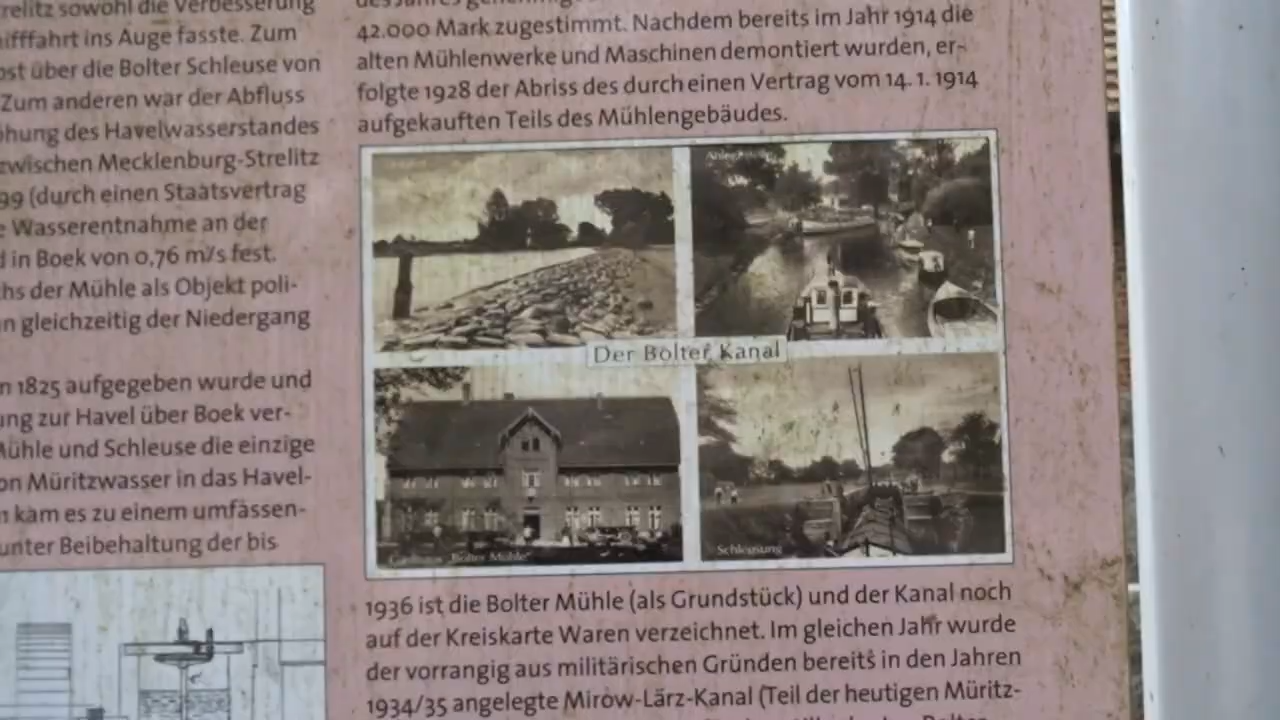 relitz sowohl die Verbesserung
ifffahrt ins Auge fasste. Zum
ost über die Bolter Schleuse von
Zum anderen war der Abfluss
öhung des Havelwasserstandes
zwischen Mecklenburg-Strelitz
99 (durch einen Staatsvertrag
e Wasserentnahme an der
d in Boek von 0,76 m/s fest.
chs der Mühle als Objekt poli-
n gleichzeitig der Niedergang
n 1825 aufgegeben wurde und
ung zur Havel über Boek ver-
Mühle und Schleuse die einzige
on Müritzwasser in das Havel-
kam es zu einem umfassen-
unter Beibehaltung der bis
42.000 Mark zugestimmt. Nachdem bereits im Jahr 1914 die
alten Mühlenwerke und Maschinen demontiert wurden, er-
folgte 1928 der Abriss des durch einen Vertrag vom 14. 1. 1914
aufgekauften Teils des Mühlengebäudes.
Der Bolter Kanal
"Bolter Mühle"
Schleusung
1936 ist die Bolter Mühle (als Grundstück) und der Kanal noch
auf der Kreiskarte Waren verzeichnet. Im gleichen Jahr wurde
der vorrangig aus militärischen Gründen bereits in den Jahren
1934/35 angelegte Mirow-Lärz-Kanal (Teil der heutigen Müritz-